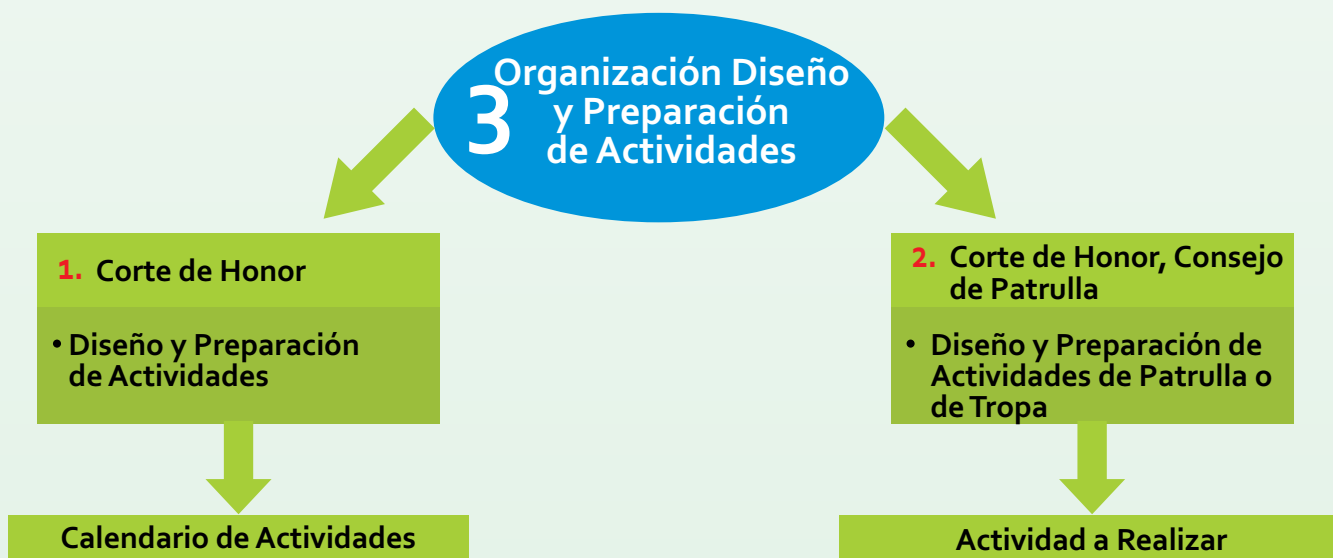 3
Organización Diseño
y Preparación
de Actividades
1. Corte de Honor
• Diseño y Preparación
de Actividades
Calendario de Actividades
2. Corte de Honor, Consejo
de Patrulla
• Diseño y Preparación de
Actividades de Patrulla o
de Tropa
Actividad a Realizar